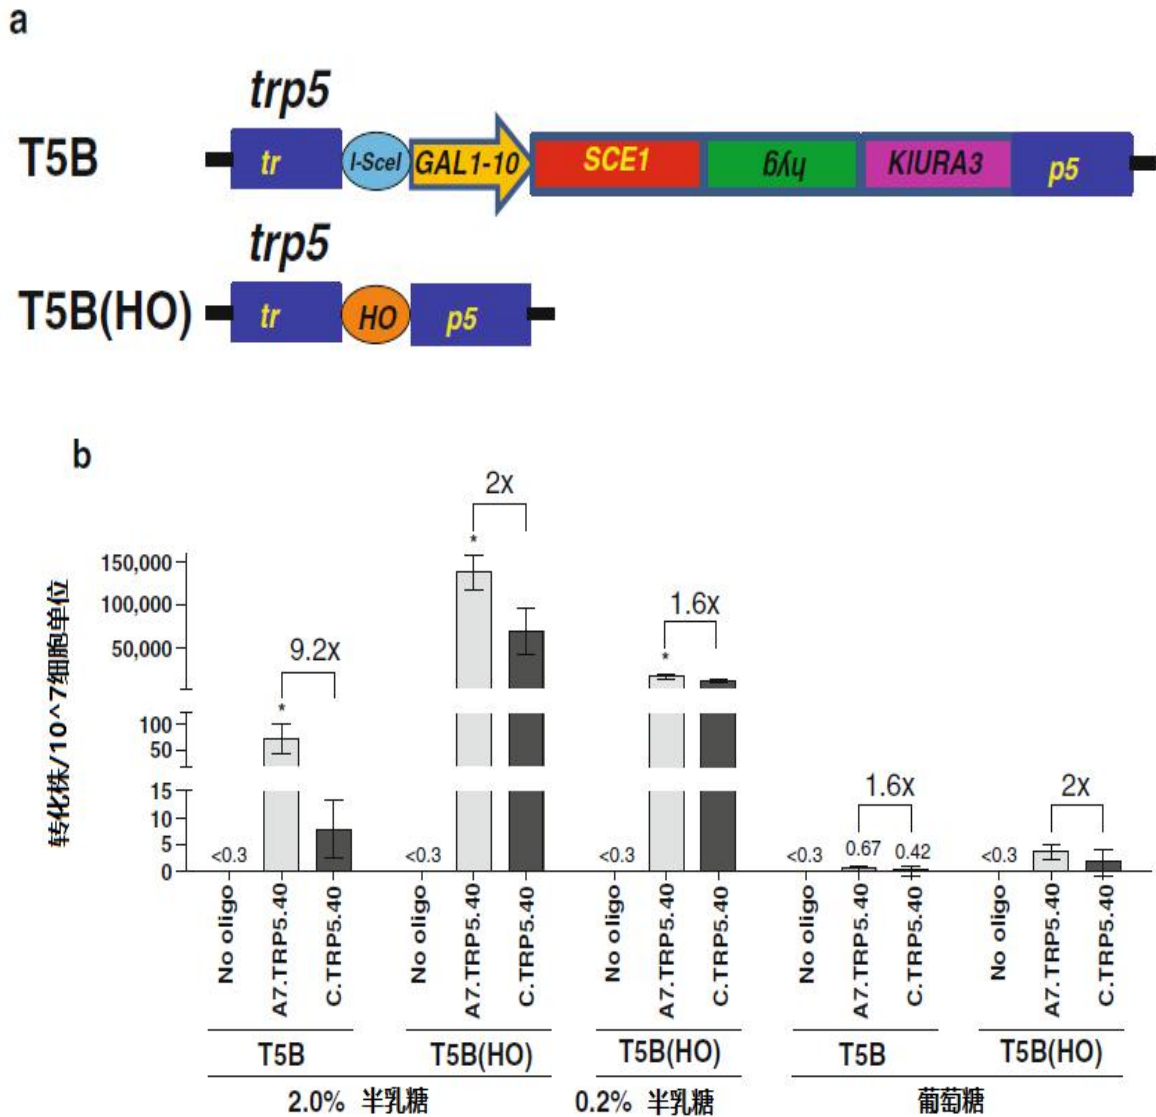 a
trp5
T5B
tr
I-SceI
GAL1-10
SCE1
hyg
KlURA3
p5
trp5
T5B(HO)
tr
HO
p5
b
转化株/10^7细胞单位
150,000
100,000
50,000
100
50
15
10
5
0
9.2x
2x
1.6x
1.6x
2x
*
*
*
<0.3
<0.3
<0.3
<0.3
0.67
0.42
<0.3
No oligo
A7.TRP5.40
C.TRP5.40
No oligo
A7.TRP5.40
C.TRP5.40
No oligo
A7.TRP5.40
C.TRP5.40
No oligo
A7.TRP5.40
C.TRP5.40
No oligo
A7.TRP5.40
C.TRP5.40
T5B
T5B(HO)
T5B(HO)
T5B
T5B(HO)
2.0% 半乳糖
0.2% 半乳糖
葡萄糖